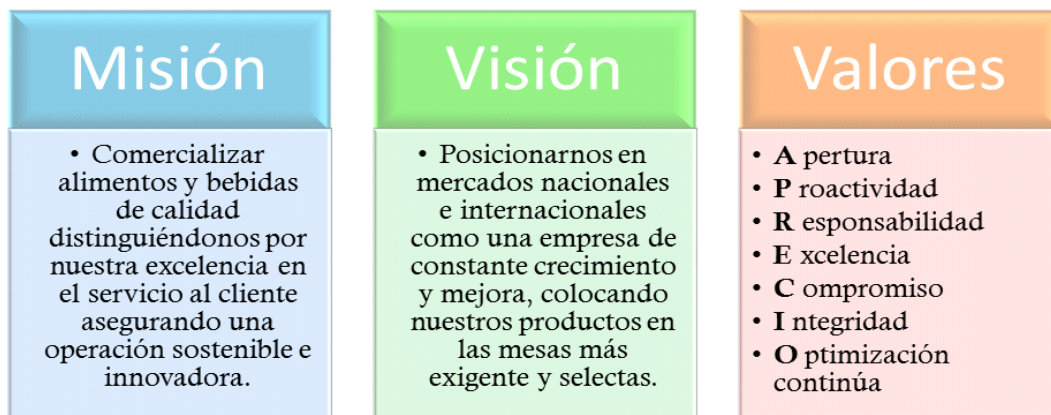 Misión
• Comercializar
alimentos y bebidas
de calidad
distinguiéndonos por
nuestra excelencia en
el servicio al cliente
asegurando una
operación sostenible e
innovadora.
Visión
• Posicionarnos en
mercados nacionales
e internacionales
como una empresa de
constante crecimiento
y mejora, colocando
nuestros productos en
las mesas más
exigente y selectas.
Valores
• A pertura
• P roactividad
• R esponsabilidad
• E xcelencia
• C ompromiso
• I ntegridad
• O ptimización
continúa